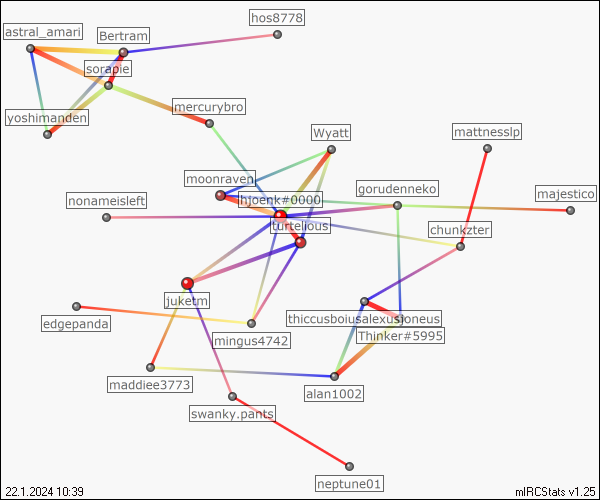 hos8778
astral_amari
Bertram
sorapie
yoshimanden
mercurybro
Wyatt
mattnesslp
moonraven
gorudenneko
majestico
nonameisleft
hjoenk#0000
turtelious
chunkzter
juketm
edgepanda
thiccusboiusalexusjoneus
Thinker#5995
mingus4742
maddiee3773
alan1002
swanky.pants
neptune01
22.1.2024 10:39
mIRCStats v1.25